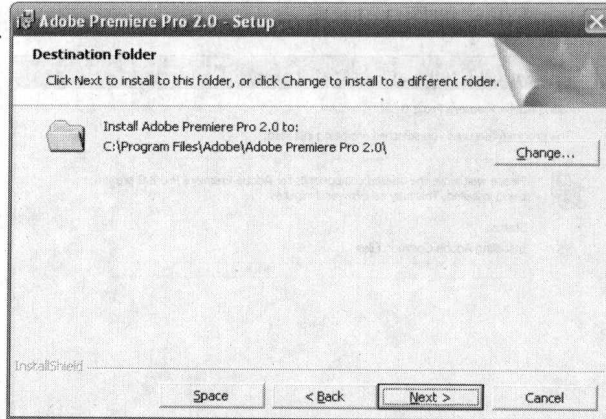 Adobe Premiere Pro 2.0 - Setup
Destination Folder
Click Next to install to this folder, or click Change to install to a different folder.
Install Adobe Premiere Pro 2.0 to:
C:\Program Files\Adobe\Adobe Premiere Pro 2.0\
Change...
InstallShield
Space
< Back
Next >
Cancel